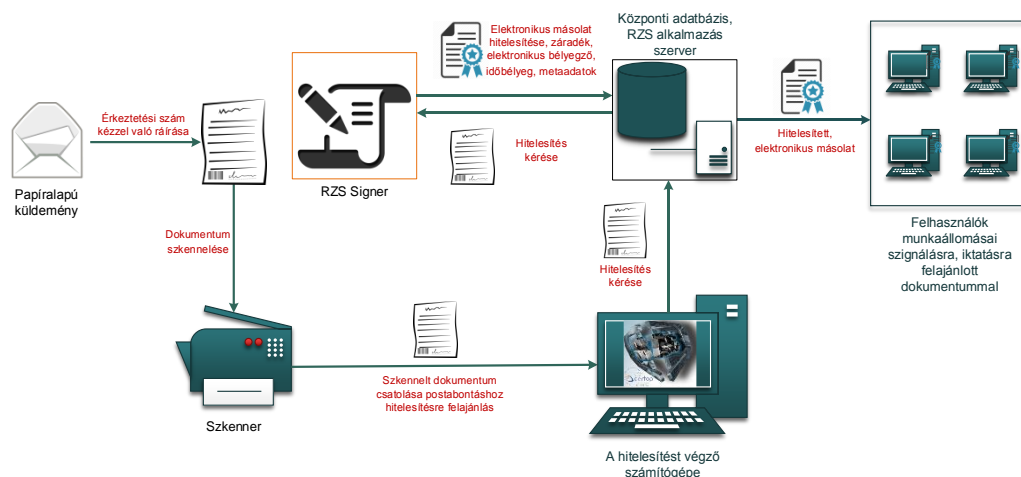 Elektronikus másolat
hitelesítése, záradék,
elektronikus bélyegző,
időbélyeg, metaadatok
Központi adatbázis,
RZS alkalmazás
szerver
Érkeztetési szám
kézzel való ráírása
Papíralapú
küldemény
RZS Signer
Hitelesítés
kérése
Hitelesített,
elektronikus másolat
Felhasználók
munkaállomásai
szignálásra, iktatásra
felajánlott
dokumentummal
Dokumentum
szkennelése
Hitelesítés
kérése
Szkennelt dokumentum
csatolása postabontáshoz
hitelesítésre felajánlás
Szkenner
A hitelesítést végző
számítógépe